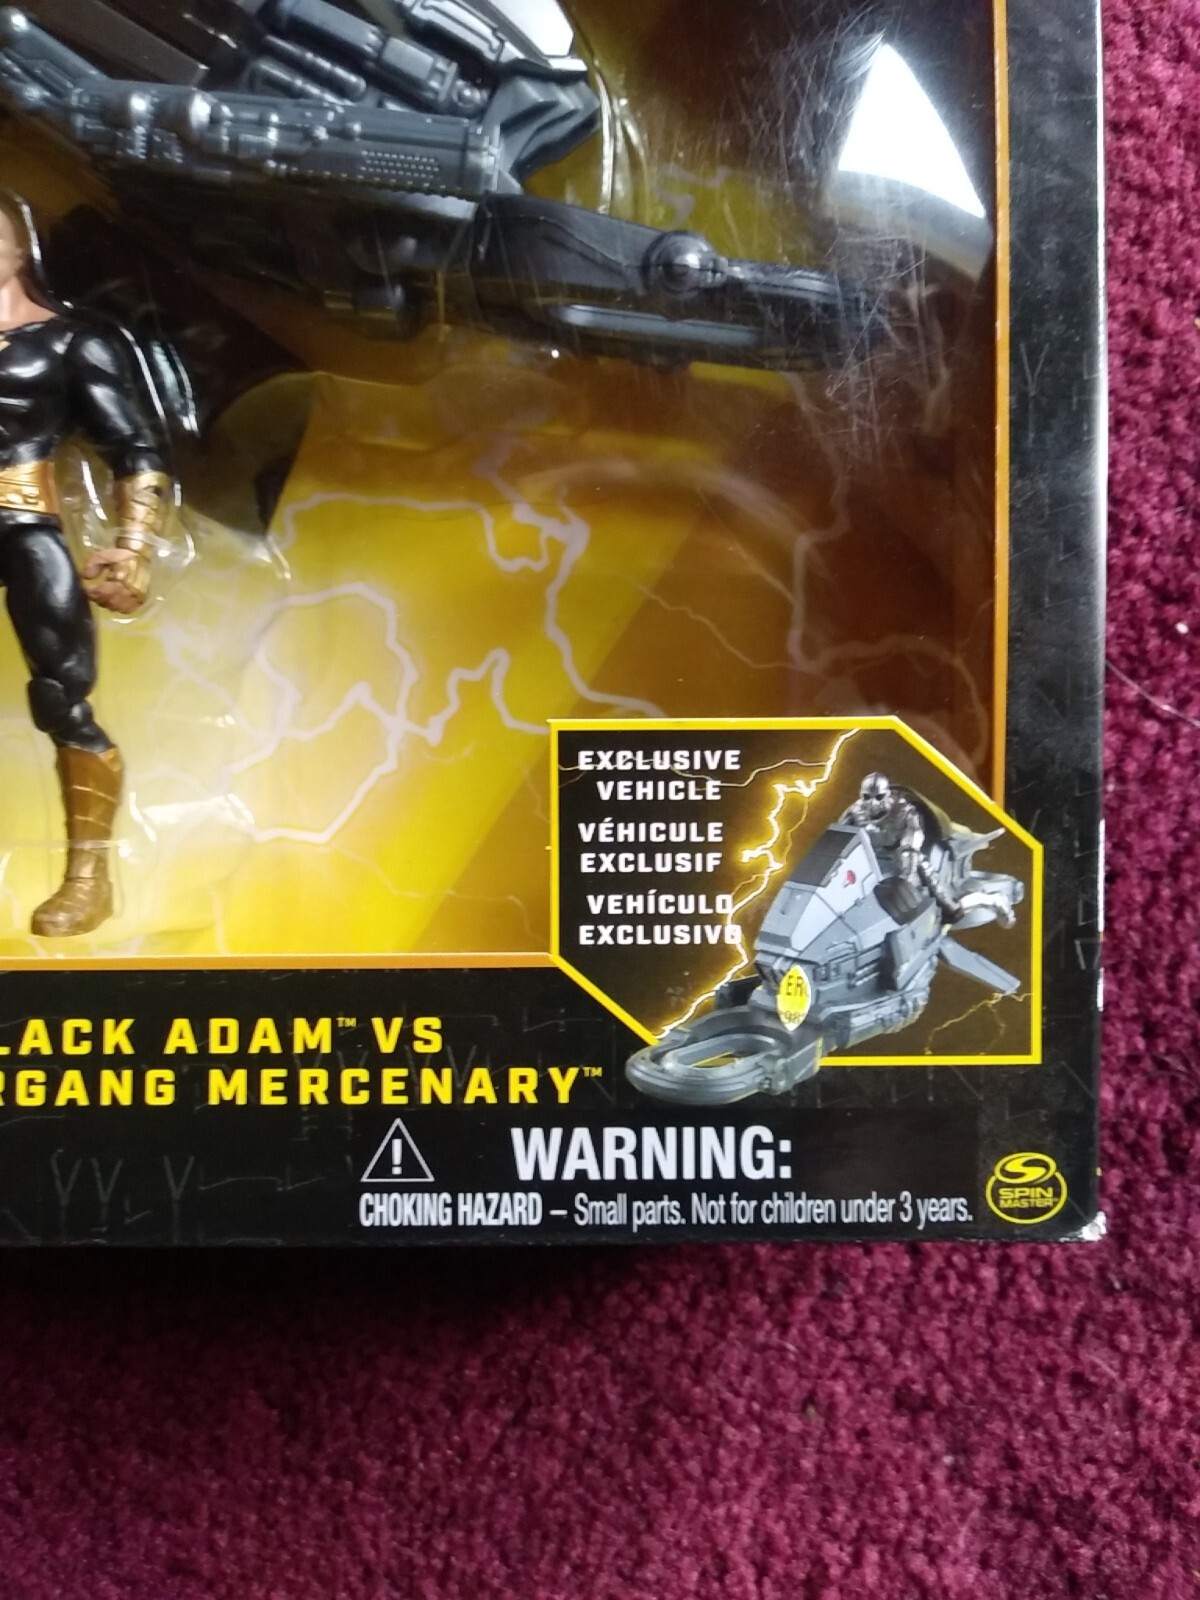 EXCLUSIVE
VEHICLE
VÉHICULE
EXCLUSIF
VEHÍCULO
EXCLUSIVO
LACK ADAM™ VS
RGANG MERCENARY™
WARNING:
CHOKING HAZARD – Small parts. Not for children under 3 years.
SPIN
MASTER